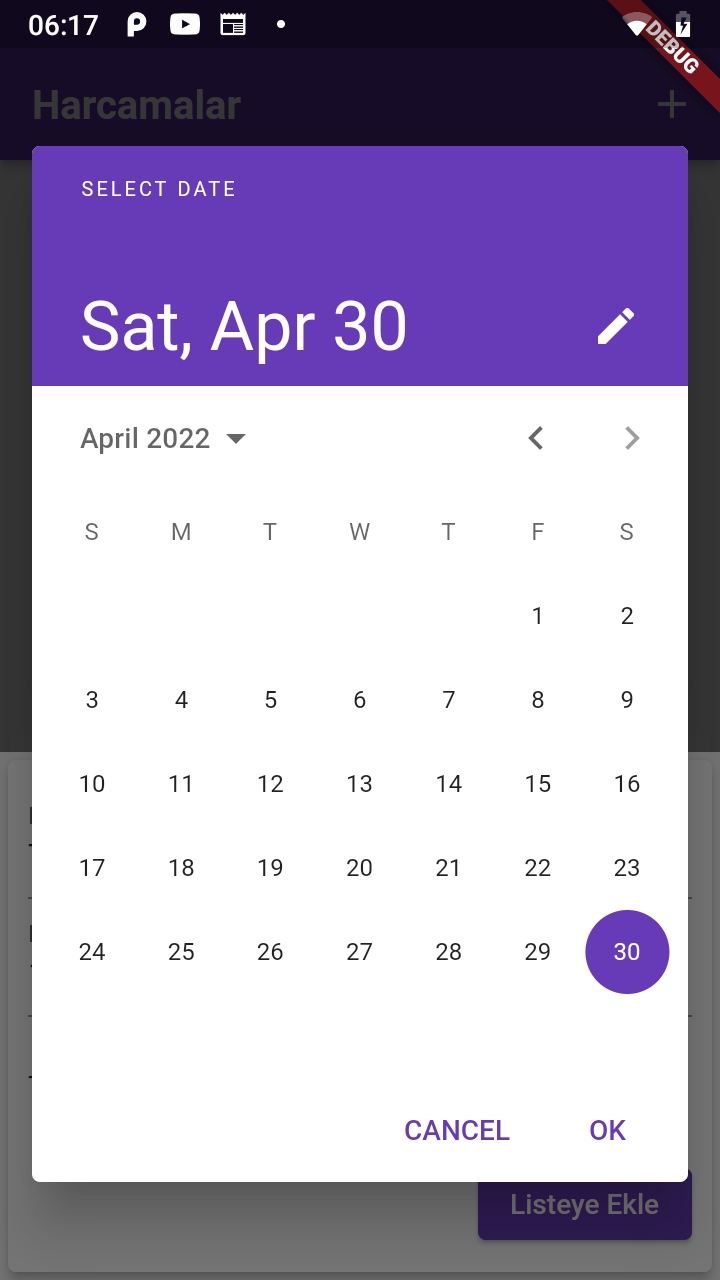 06:17
DEBUG
Harcamalar
SELECT DATE
Sat, Apr 30
April 2022
S M T W T F S
1 2
3 4 5 6 7 8 9
10 11 12 13 14 15 16
17 18 19 20 21 22 23
24 25 26 27 28 29 30
CANCEL OK
Listeye Ekle